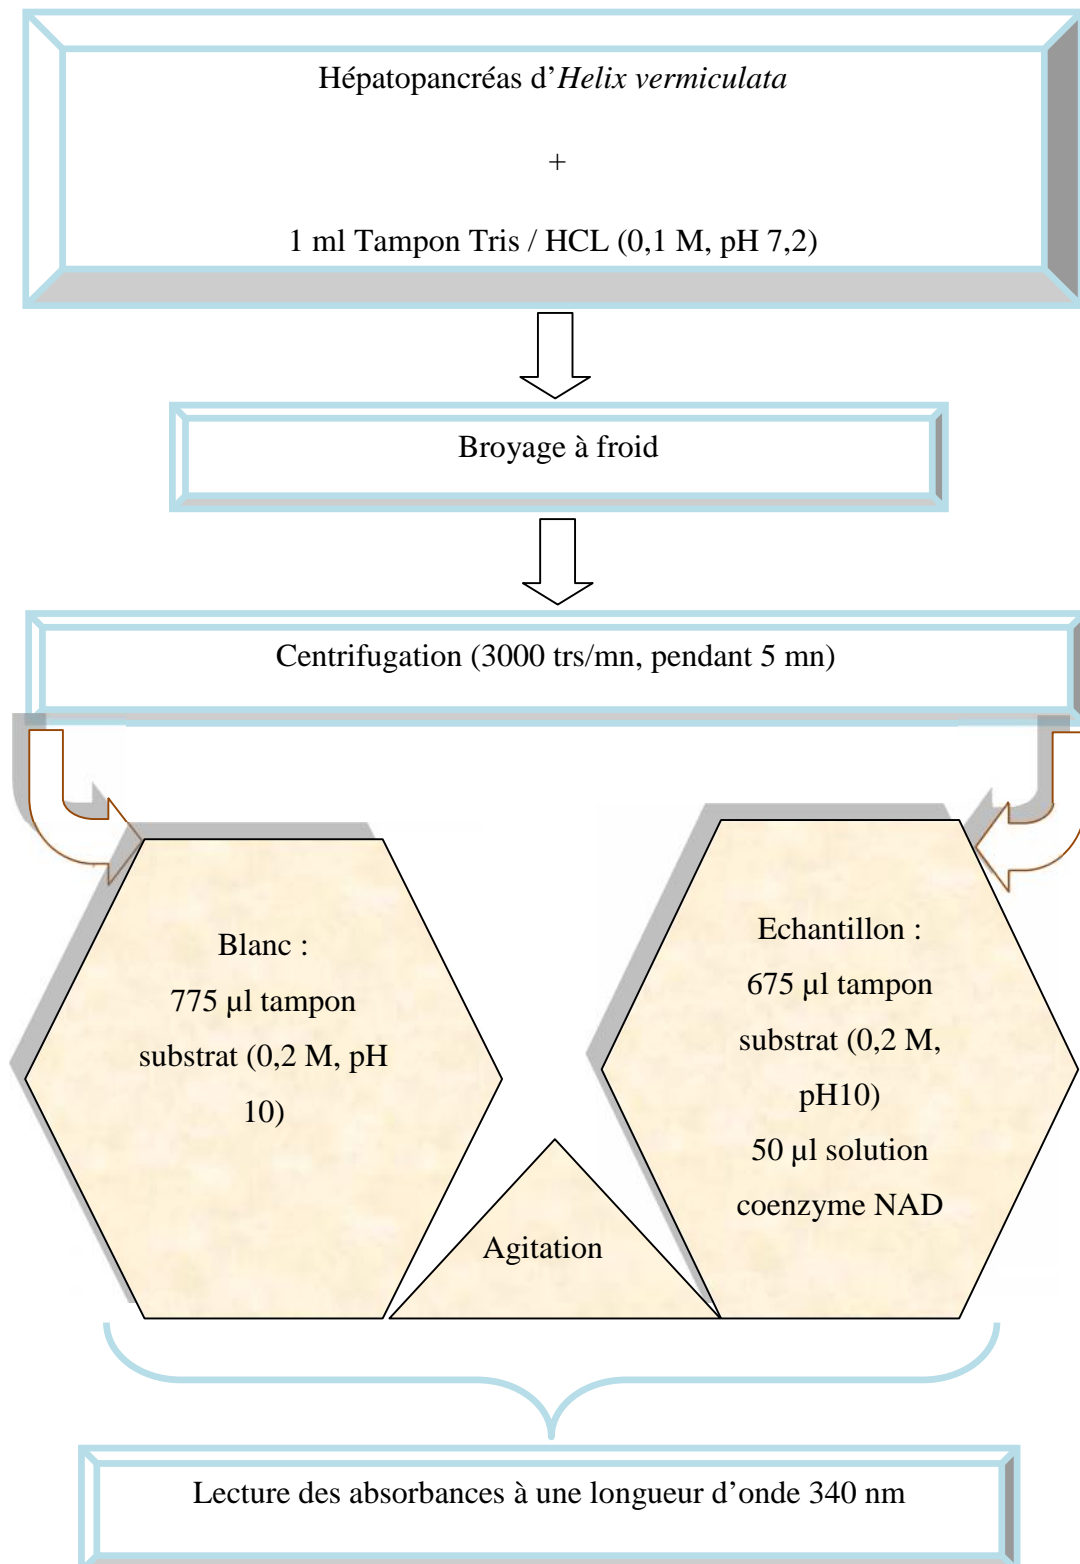 Hépatopancréas d’Helix vermiculata
+
1 ml Tampon Tris / HCL (0,1 M, pH 7,2)
Broyage à froid
Centrifugation (3000 trs/mn, pendant 5 mn)
Blanc :
775 µl tampon
substrat (0,2 M, pH
10)
Echantillon :
675 µl tampon
substrat (0,2 M,
pH10)
50 µl solution
coenzyme NAD
Agitation
Lecture des absorbances à une longueur d’onde 340 nm